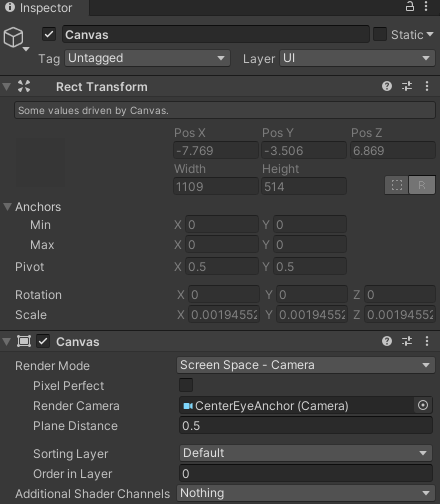 Inspector
Canvas
Static
Tag Untagged Layer UI
Rect Transform
Some values driven by Canvas.
Pos X Pos Y Pos Z
-7.769 -3.506 6.869
Width Height
1109 514
R
Anchors
Min X 0 Y 0
Max X 0 Y 0
Pivot X 0.5 Y 0.5
Rotation X 0 Y 0 Z 0
Scale X 0.00194552 Y 0.00194552 Z 0.00194552
Canvas
Render Mode Screen Space - Camera
Pixel Perfect
Render Camera CenterEyeAnchor (Camera)
Plane Distance 0.5
Sorting Layer Default
Order in Layer 0
Additional Shader Channels Nothing